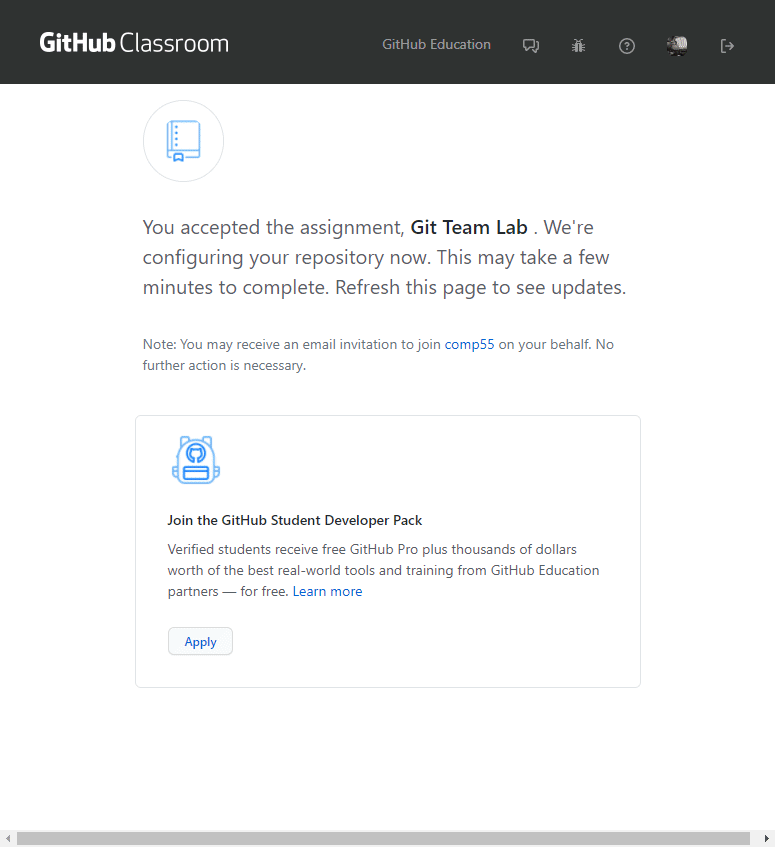 GitHub Classroom
GitHub Education
You accepted the assignment, Git Team Lab . We're
configuring your repository now. This may take a few
minutes to complete. Refresh this page to see updates.
Note: You may receive an email invitation to join comp55 on your behalf. No
further action is necessary.
Join the GitHub Student Developer Pack
Verified students receive free GitHub Pro plus thousands of dollars
worth of the best real-world tools and training from GitHub Education
partners — for free. Learn more
Apply